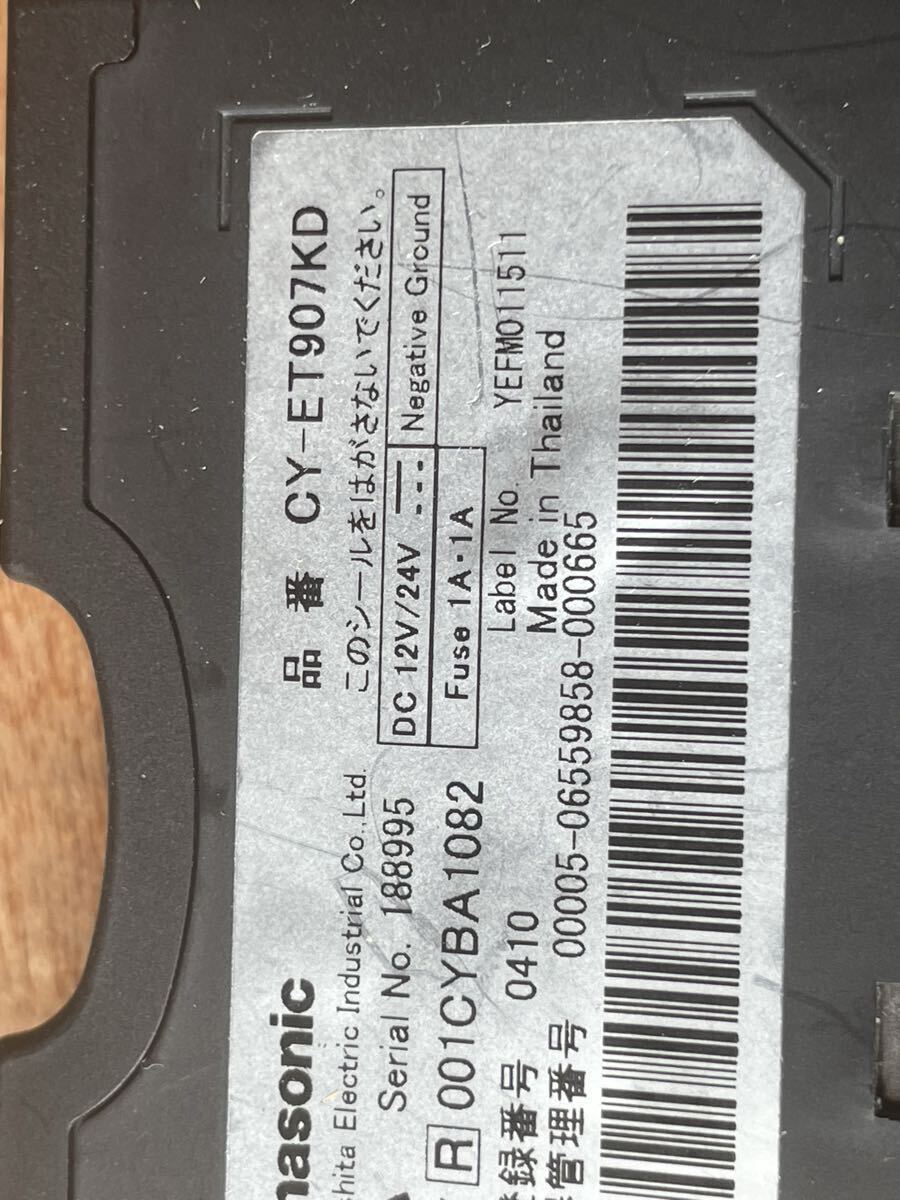 nasonic 品 番 CY-ET907KD
shita Electric Industrial Co.,Ltd. このシールをはがさないでください。
Serial No. 188995
DC 12V/24V Negative Ground
Fuse 1A・1A
R 001CYBA1082
録番号 0410
Label No. YEFM011511
Made in Thailand
管理番号 00005-06559858-000665